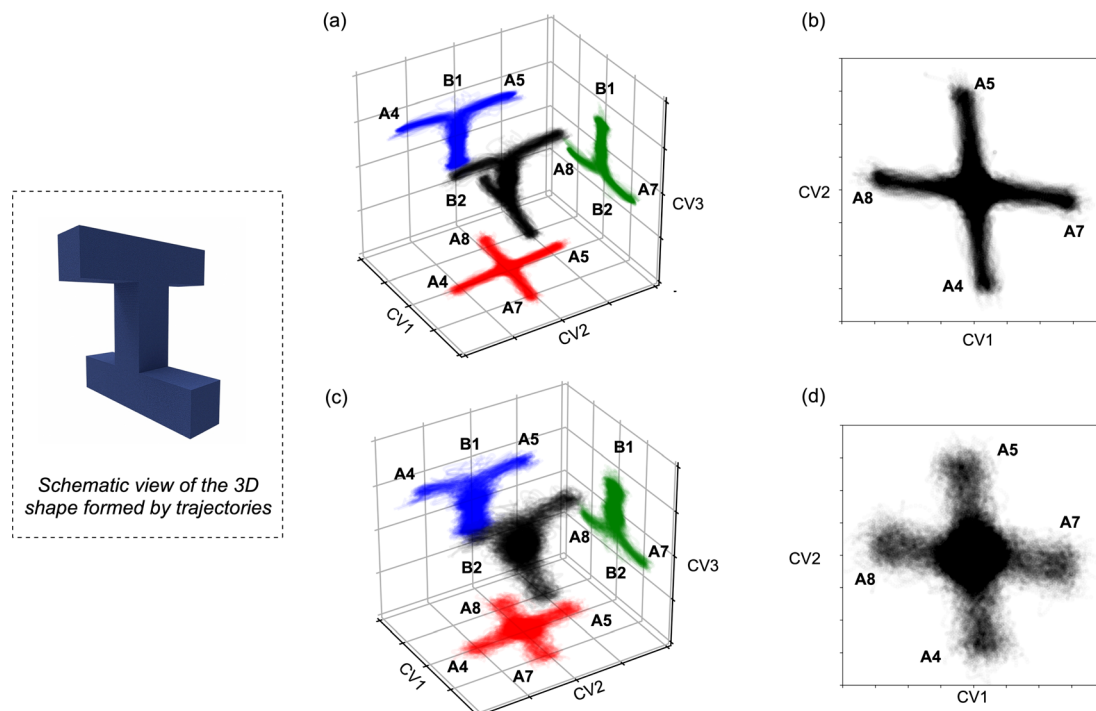 (a)
B1
A5
A4
B1
A8
A7
B2
B2
CV3
A8
A5
A4
A7
CV1
CV2
(b)
A5
CV2
A8
A7
A4
CV1
Schematic view of the 3D
shape formed by trajectories
(c)
B1
A5
A4
B1
A8
A7
B2
B2
CV3
A8
A5
A4
A7
CV1
CV2
(d)
A5
A7
CV2
A8
A4
CV1